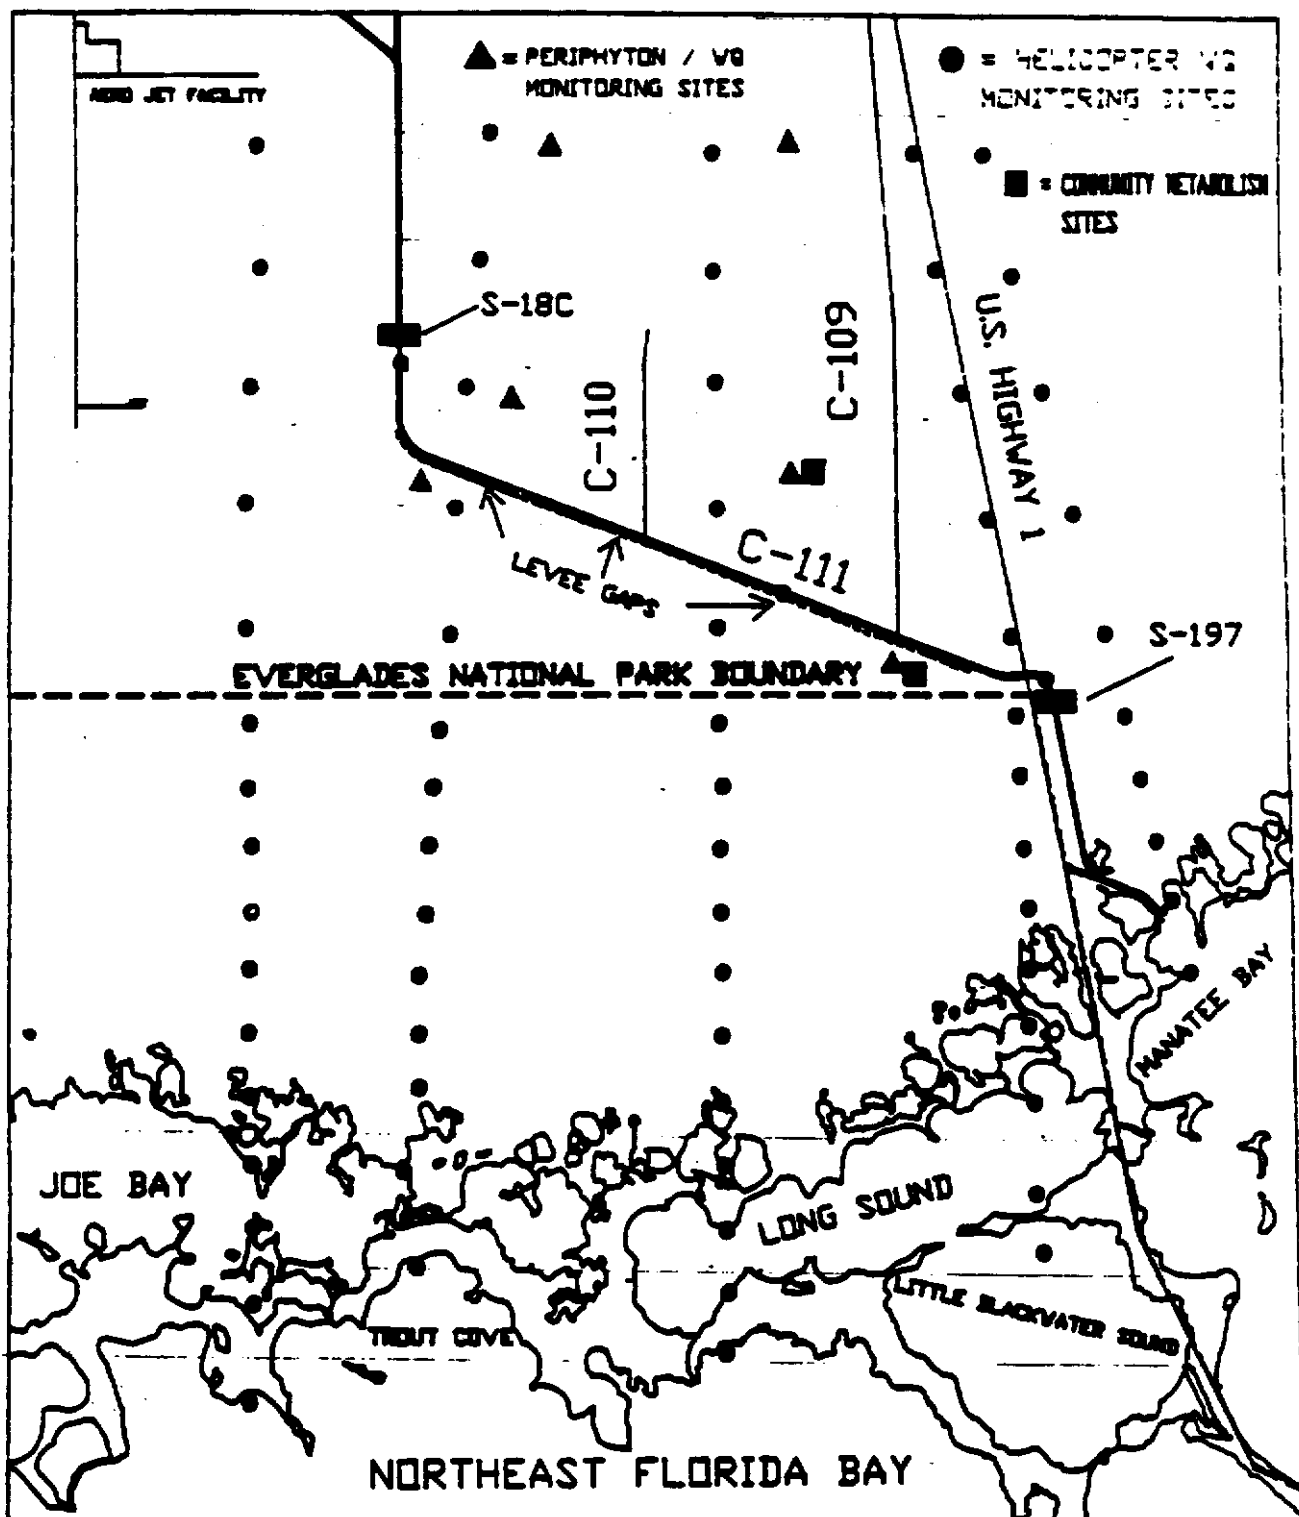 = PERIPHYTON / WQ
MONITORING SITES
= HELICOPTER WQ
MONITORING SITES
AERO JET FACILITY
= COMMUNITY METABOLISM
SITES
S-18C
C-109
U.S. HIGHWAY 1
C-110
C-111
LEVEE GAPS
S-197
EVERGLADES NATIONAL PARK BOUNDARY
MANATEE BAY
JOE BAY
LONG SOUND
LITTLE BLACKWATER SOUND
TROUT COVE
NORTHEAST FLORIDA BAY